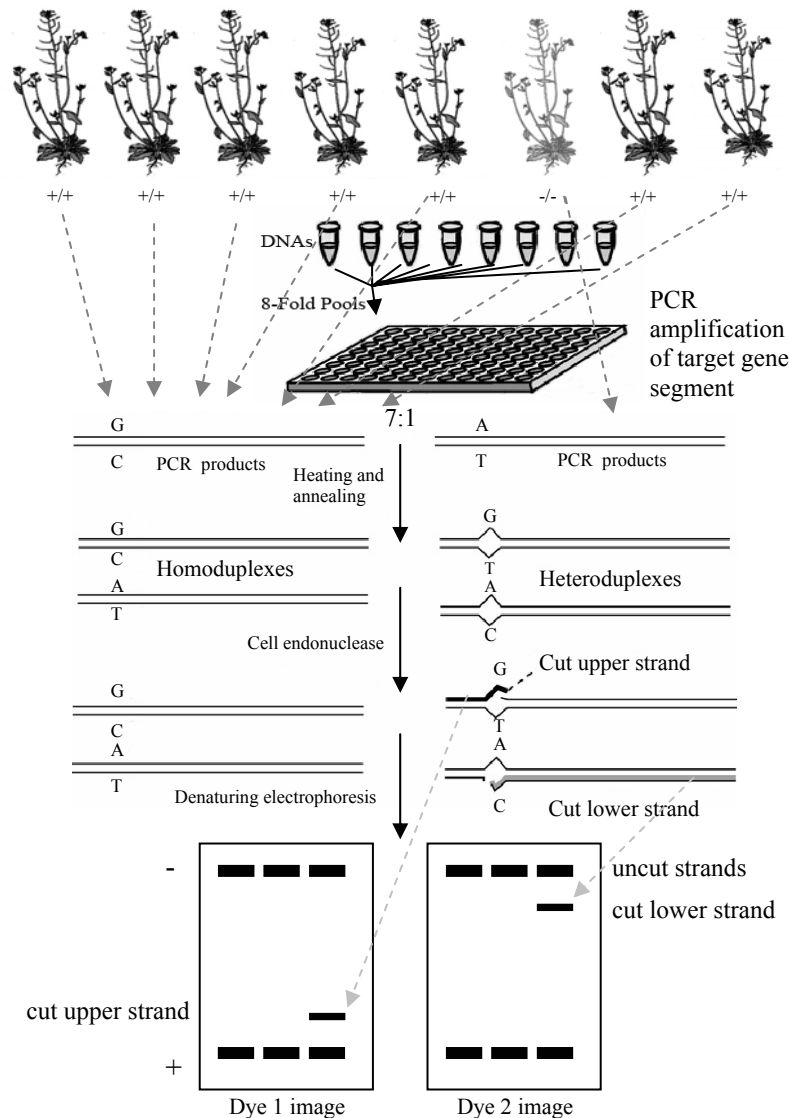 +/+ +/+ +/+ +/+ +/+ -/- +/+ +/+
DNAs
8-Fold Pools
PCR
amplification
of target gene
segment
7:1
G
C
PCR products
A
T
PCR products
Heating and
annealing
G
C
Homoduplexes
A
T
G
T
Heteroduplexes
A
C
Cell endonuclease
G
C
A
T
G
Cut upper strand
T
A
C
Cut lower strand
Denaturing electrophoresis
-
uncut strands
cut lower strand
cut upper strand
+
Dye 1 image
Dye 2 image